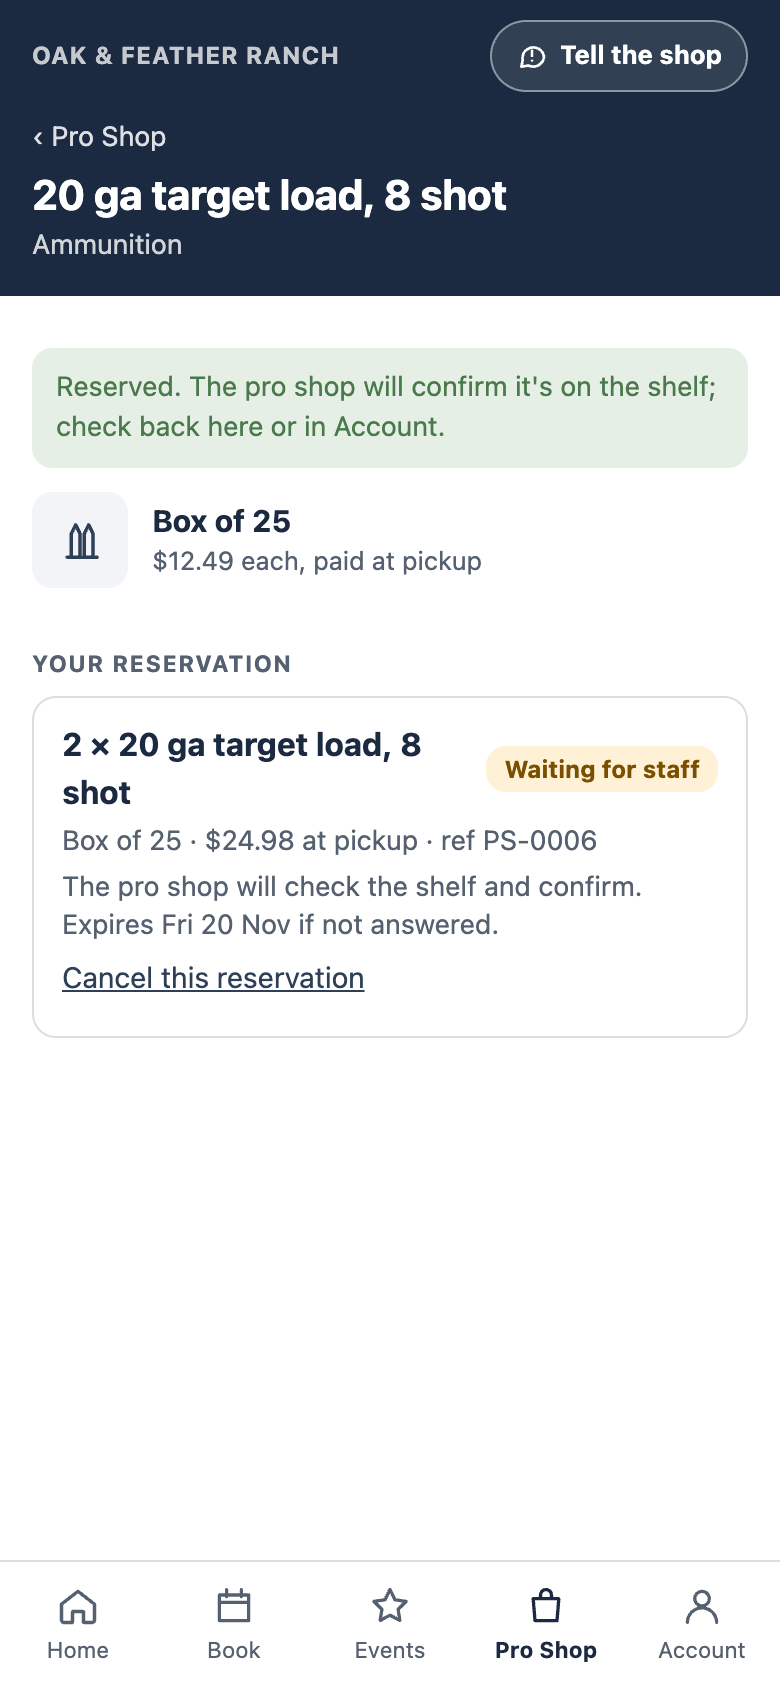 OAK & FEATHER RANCH
Tell the shop
‹ Pro Shop
20 ga target load, 8 shot
Ammunition
Reserved. The pro shop will confirm it's on the shelf;
check back here or in Account.
Box of 25
$12.49 each, paid at pickup
YOUR RESERVATION
2 × 20 ga target load, 8
shot
Waiting for staff
Box of 25 · $24.98 at pickup · ref PS-0006
The pro shop will check the shelf and confirm.
Expires Fri 20 Nov if not answered.
Cancel this reservation
Home
Book
Events
Pro Shop
Account